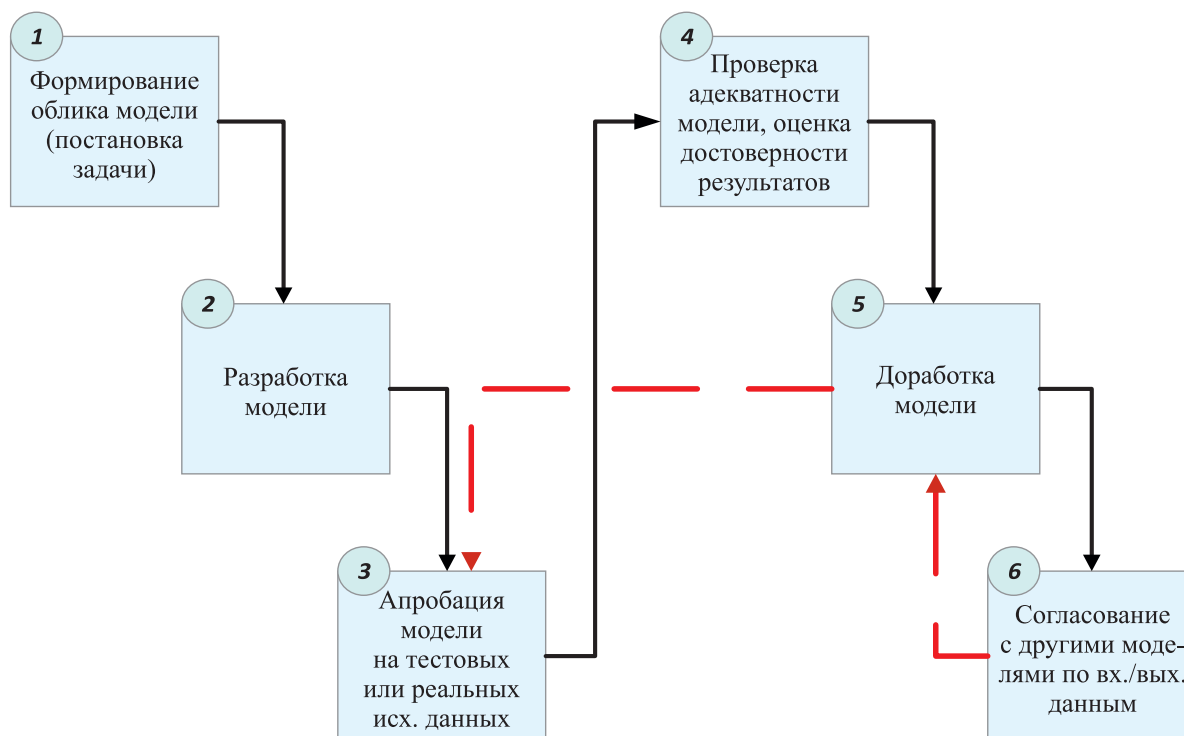 1
Формирование
облика модели
(постановка
задачи)
2
Разработка
модели
3
Апробация
модели
на тестовых
или реальных
исх. данных
4
Проверка
адекватности
модели, оценка
достоверности
результатов
5
Доработка
модели
6
Согласование
с другими моде-
лями по вх./вых.
данным